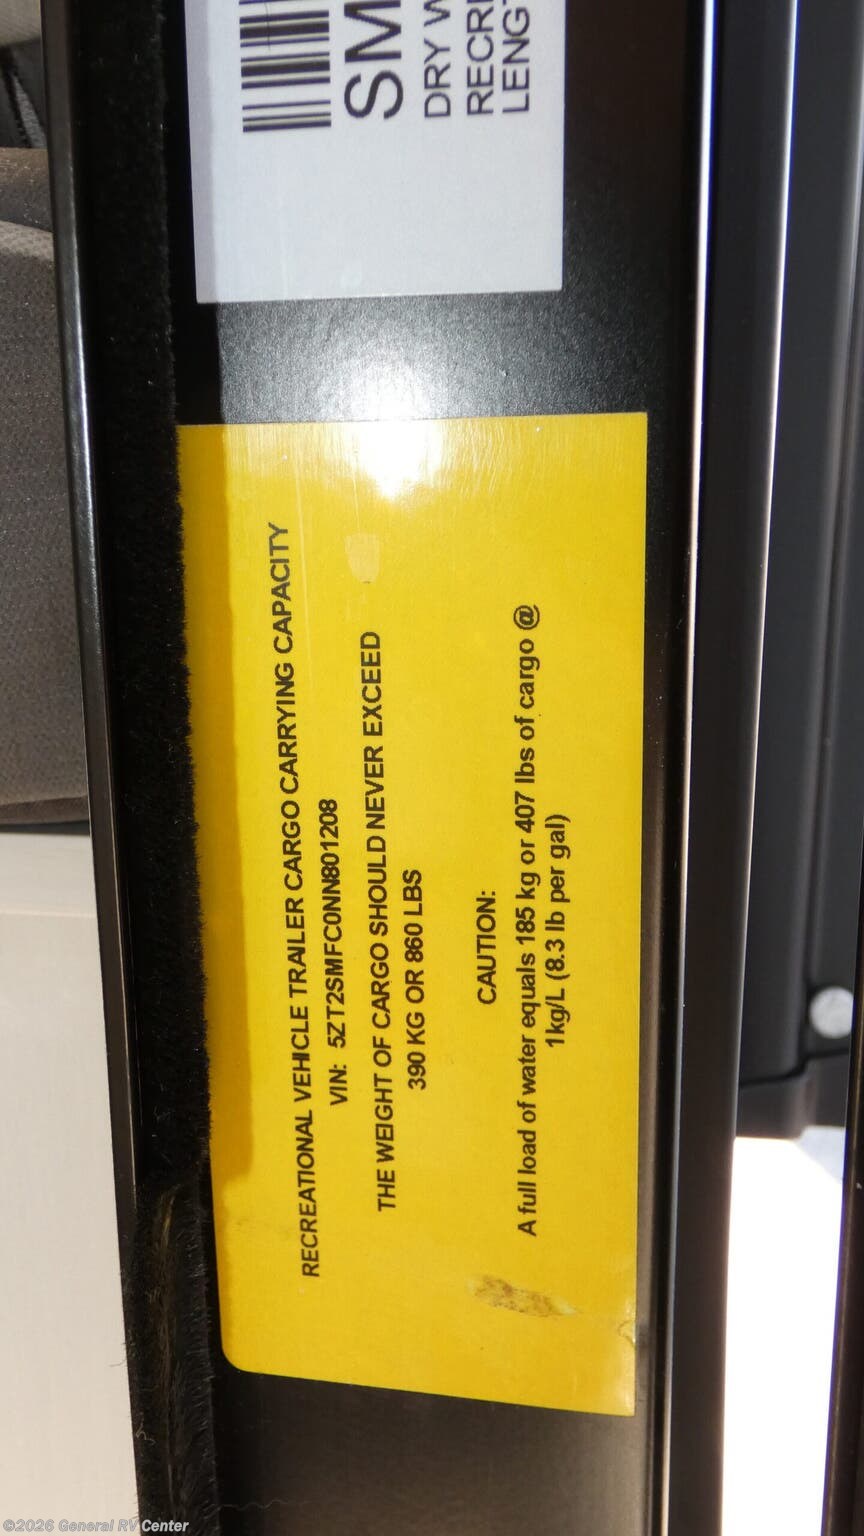 SM
DRY
RECREATIONAL VEHICLE TRAILER CARGO CARRYING CAPACITY
VIN: 5ZT2SMFC0NN801208
THE WEIGHT OF CARGO SHOULD NEVER EXCEED
390 KG OR 860 LBS
CAUTION:
A full load of water equals 185 kg or 407 lbs of cargo @
1kg/L (8.3 lb per gal)
©2026 General RV Center